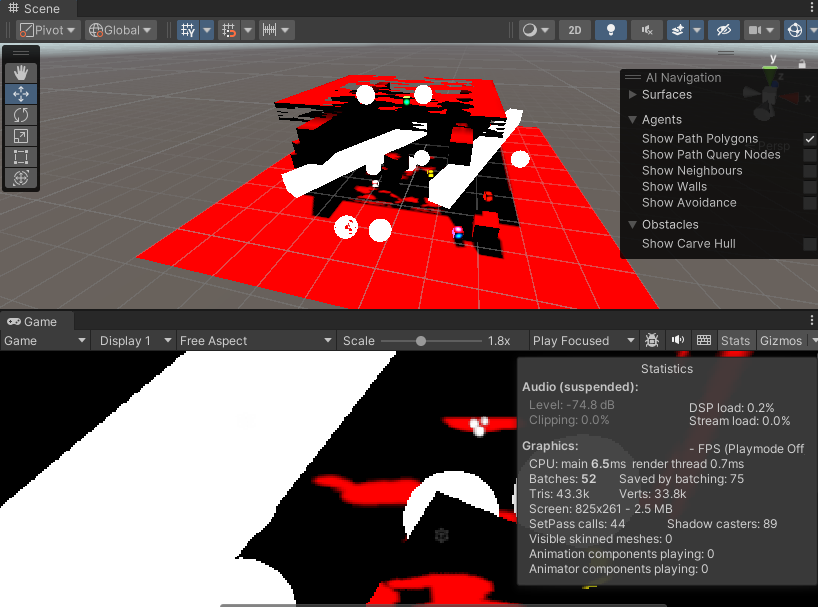 Scene
Pivot
Global
2D
y
x
Persp
AI Navigation
Surfaces
Agents
Show Path Polygons
Show Path Query Nodes
Show Neighbours
Show Walls
Show Avoidance
Obstacles
Show Carve Hull
Game
Game
Display 1
Free Aspect
Scale
1.8x
Play Focused
Stats
Gizmos
Statistics
Audio (suspended):
Level: -74.8 dB DSP load: 0.2%
Clipping: 0.0% Stream load: 0.0%
Graphics: - FPS (Playmode Off
CPU: main 6.5ms render thread 0.7ms
Batches: 52 Saved by batching: 75
Tris: 43.3k Verts: 33.8k
Screen: 825x261 - 2.5 MB
SetPass calls: 44 Shadow casters: 89
Visible skinned meshes: 0
Animation components playing: 0
Animator components playing: 0